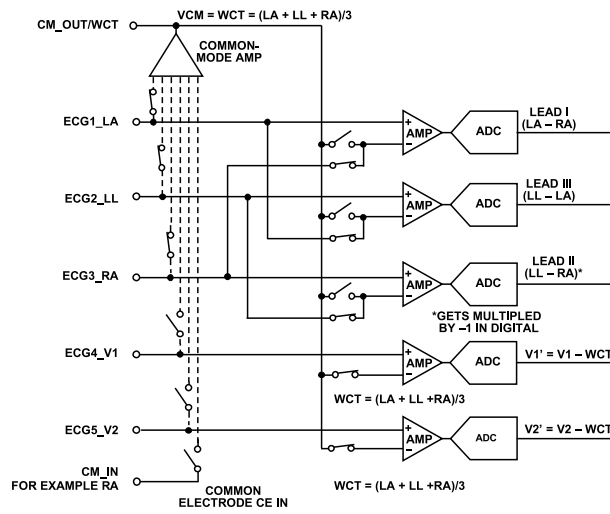 CM_OUT/WCT
VCM = WCT = (LA + LL + RA)/3
COMMON-
MODE AMP
ECG1_LA
+
AMP
–
ADC
LEAD I
(LA – RA)
ECG2_LL
+
AMP
–
ADC
LEAD III
(LL – LA)
ECG3_RA
+
AMP
–
ADC
LEAD II
(LL – RA)*
*GETS MULTIPLED
BY –1 IN DIGITAL
ECG4_V1
+
AMP
–
ADC
V1’ = V1 – WCT
WCT = (LA + LL +RA)/3
ECG5_V2
+
AMP
–
ADC
V2’ = V2 – WCT
WCT = (LA + LL +RA)/3
CM_IN
FOR EXAMPLE RA
COMMON
ELECTRODE CE IN